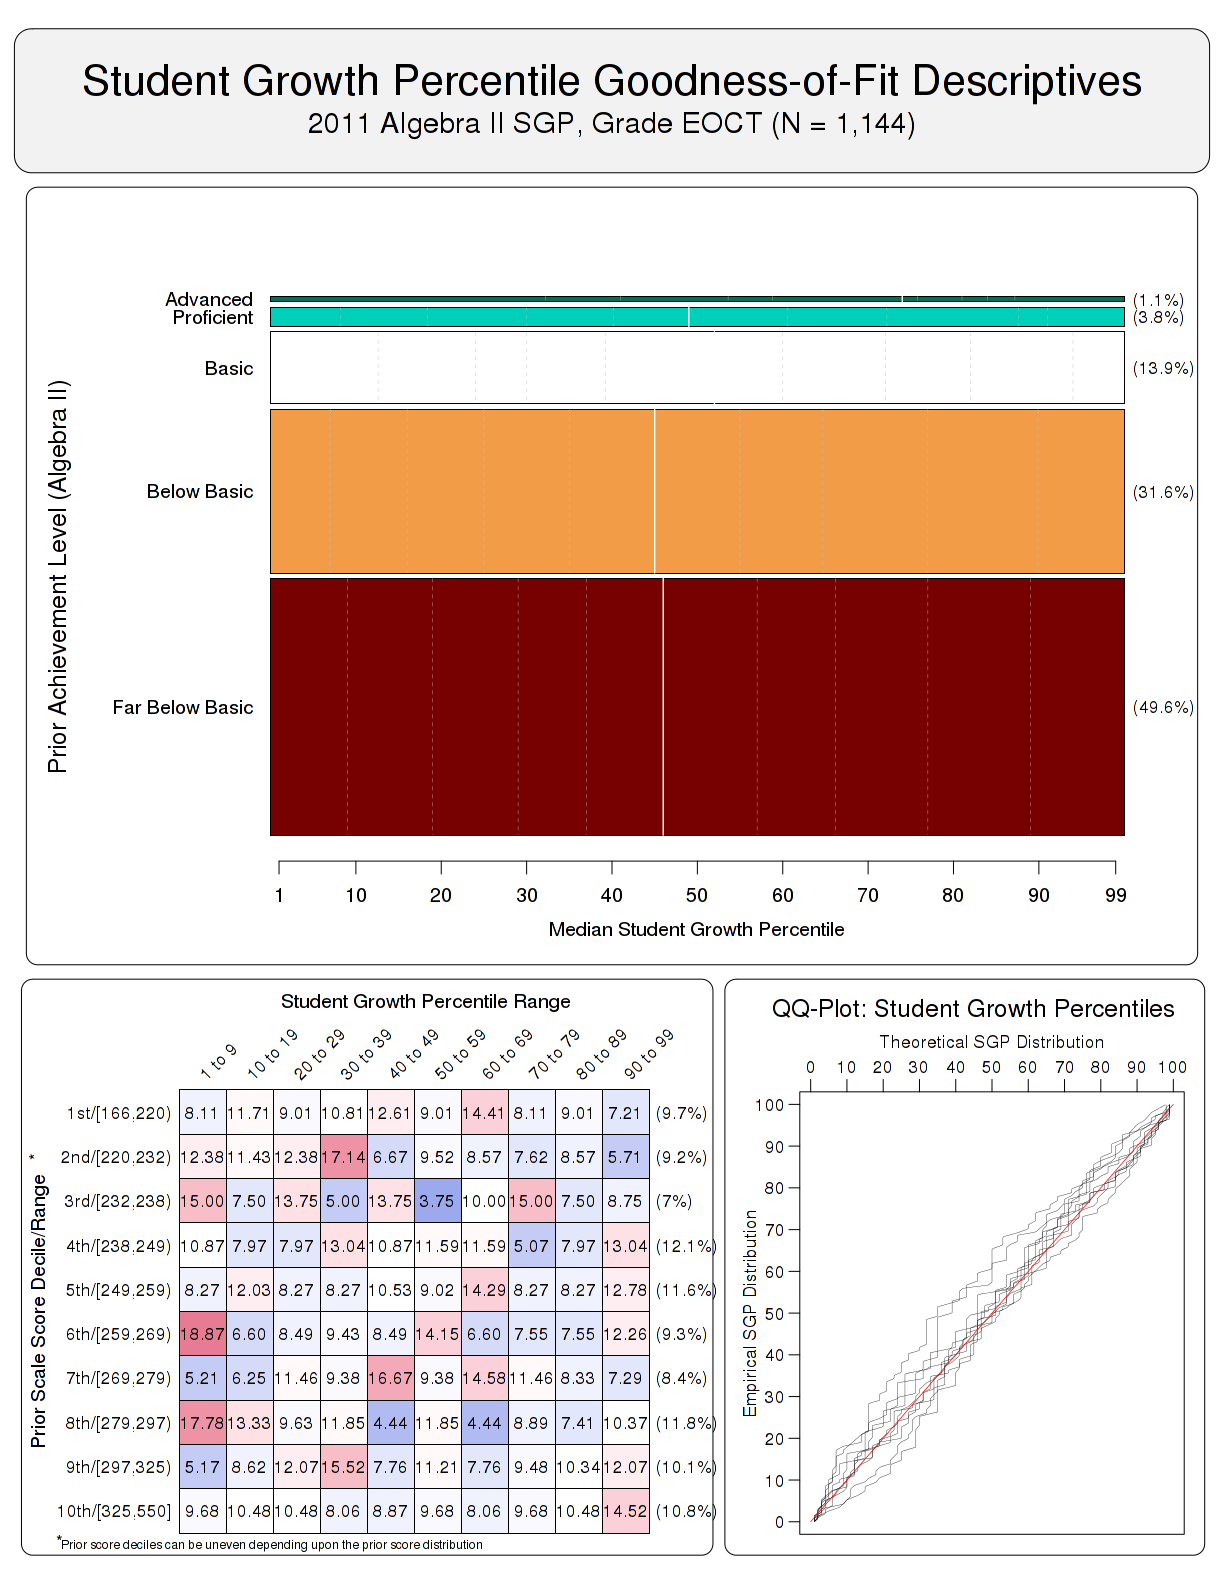 Student Growth Percentile Goodness-of-Fit Descriptives
2011 Algebra II SGP, Grade EOCT (N = 1,144)
Prior Achievement Level (Algebra II)
Advanced (1.1%)
Proficient (3.8%)
Basic (13.9%)
Below Basic (31.6%)
Far Below Basic (49.6%)
1 10 20 30 40 50 60 70 80 90 99
Median Student Growth Percentile
Student Growth Percentile Range
1 to 9 10 to 19 20 to 29 30 to 39 40 to 49 50 to 59 60 to 69 70 to 79 80 to 89 90 to 99
Prior Scale Score Decile/Range *
1st/[166,220) 8.11 11.71 9.01 10.81 12.61 9.01 14.41 8.11 9.01 7.21 (9.7%)
2nd/[220,232) 12.38 11.43 12.38 17.14 6.67 9.52 8.57 7.62 8.57 5.71 (9.2%)
3rd/[232,238) 15.00 7.50 13.75 5.00 13.75 3.75 10.00 15.00 7.50 8.75 (7%)
4th/[238,249) 10.87 7.97 7.97 13.04 10.87 11.59 11.59 5.07 7.97 13.04 (12.1%)
5th/[249,259) 8.27 12.03 8.27 8.27 10.53 9.02 14.29 8.27 8.27 12.78 (11.6%)
6th/[259,269) 18.87 6.60 8.49 9.43 8.49 14.15 6.60 7.55 7.55 12.26 (9.3%)
7th/[269,279) 5.21 6.25 11.46 9.38 16.67 9.38 14.58 11.46 8.33 7.29 (8.4%)
8th/[279,297) 17.78 13.33 9.63 11.85 4.44 11.85 4.44 8.89 7.41 10.37 (11.8%)
9th/[297,325) 5.17 8.62 12.07 15.52 7.76 11.21 7.76 9.48 10.34 12.07 (10.1%)
10th/[325,550] 9.68 10.48 10.48 8.06 8.87 9.68 8.06 9.68 10.48 14.52 (10.8%)
*Prior score deciles can be uneven depending upon the prior score distribution
QQ-Plot: Student Growth Percentiles
Theoretical SGP Distribution
0 10 20 30 40 50 60 70 80 90 100
Empirical SGP Distribution
100
90
80
70
60
50
40
30
20
10
0